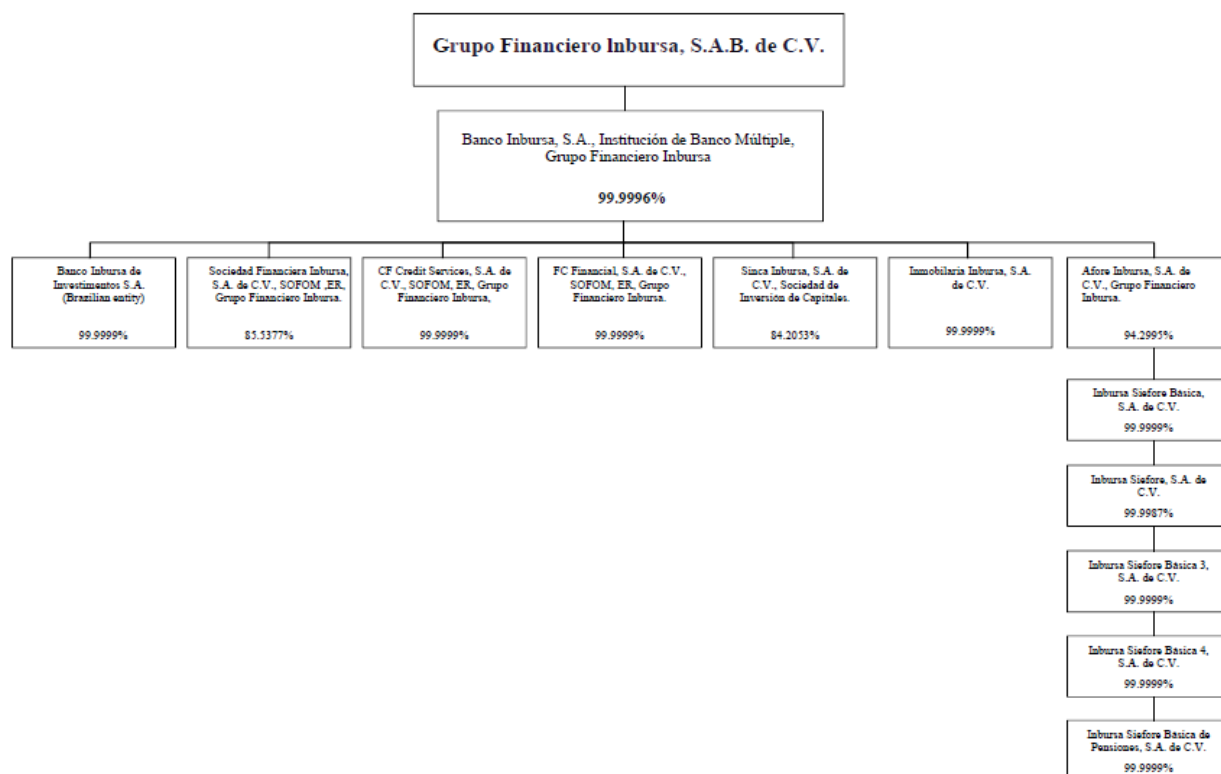 Grupo Financiero Inbursa, S.A.B. de C.V.
Banco Inbursa, S.A., Institución de Banco Múltiple,
Grupo Financiero Inbursa
99.9996%
Banco Inbursa de
Investimentos S.A.
(Brazilian entity)
99.9999%
Sociedad Financiera Inbursa,
S.A. de C.V., SOFOM ,ER,
Grupo Financiero Inbursa.
85.5377%
CF Credit Services, S.A. de
C.V., SOFOM, ER, Grupo
Financiero Inbursa,
99.9999%
FC Financial, S.A. de C.V.,
SOFOM, ER, Grupo
Financiero Inbursa.
99.9999%
Sinca Inbursa, S.A. de
C.V., Sociedad de
Inversión de Capitales.
84.2053%
Inmobilaria Inbursa, S.A.
de C.V.
99.9999%
Afore Inbursa, S.A. de
C.V., Grupo Financiero
Inbursa.
94.2995%
Inbursa Siefore Básica,
S.A. de C.V.
99.9999%
Inbursa Siefore, S.A. de
C.V.
99.9987%
Inbursa Siefore Básica 3,
S.A. de C.V.
99.9999%
Inbursa Siefore Básica 4,
S.A. de C.V.
99.9999%
Inbursa Siefore Básica de
Pensiones, S.A. de C.V.
99.9999%